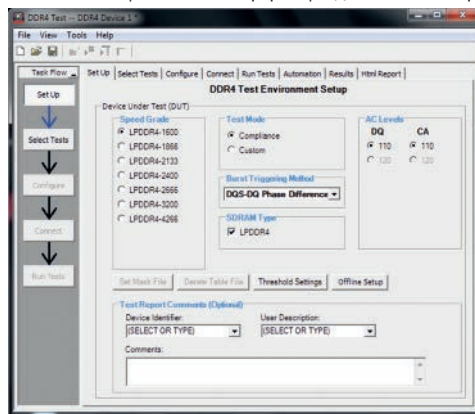 DDR4 Test -- DDR4 Device 1 *
File View Tools Help
Task Flow
Set Up
Select Tests
Configure
Connect
Run Tests
Set Up Select Tests Configure Connect Run Tests Automation Results Html Report
DDR4 Test Environment Setup
Device Under Test (DUT)
Speed Grade
LPDDR4-1600
LPDDR4-1866
LPDDR4-2133
LPDDR4-2400
LPDDR4-2666
LPDDR4-3200
LPDDR4-4266
Test Mode
Compliance
Custom
Burst Triggering Method
DQS-DQ Phase Difference
SDRAM Type
LPDDR4
AC Levels
DQ CA
110 110
120 120
Set Mask File Derate Table File Threshold Settings Offline Setup
Test Report Comments (Optional)
Device Identifier: User Description:
(SELECT OR TYPE) (SELECT OR TYPE)
Comments: